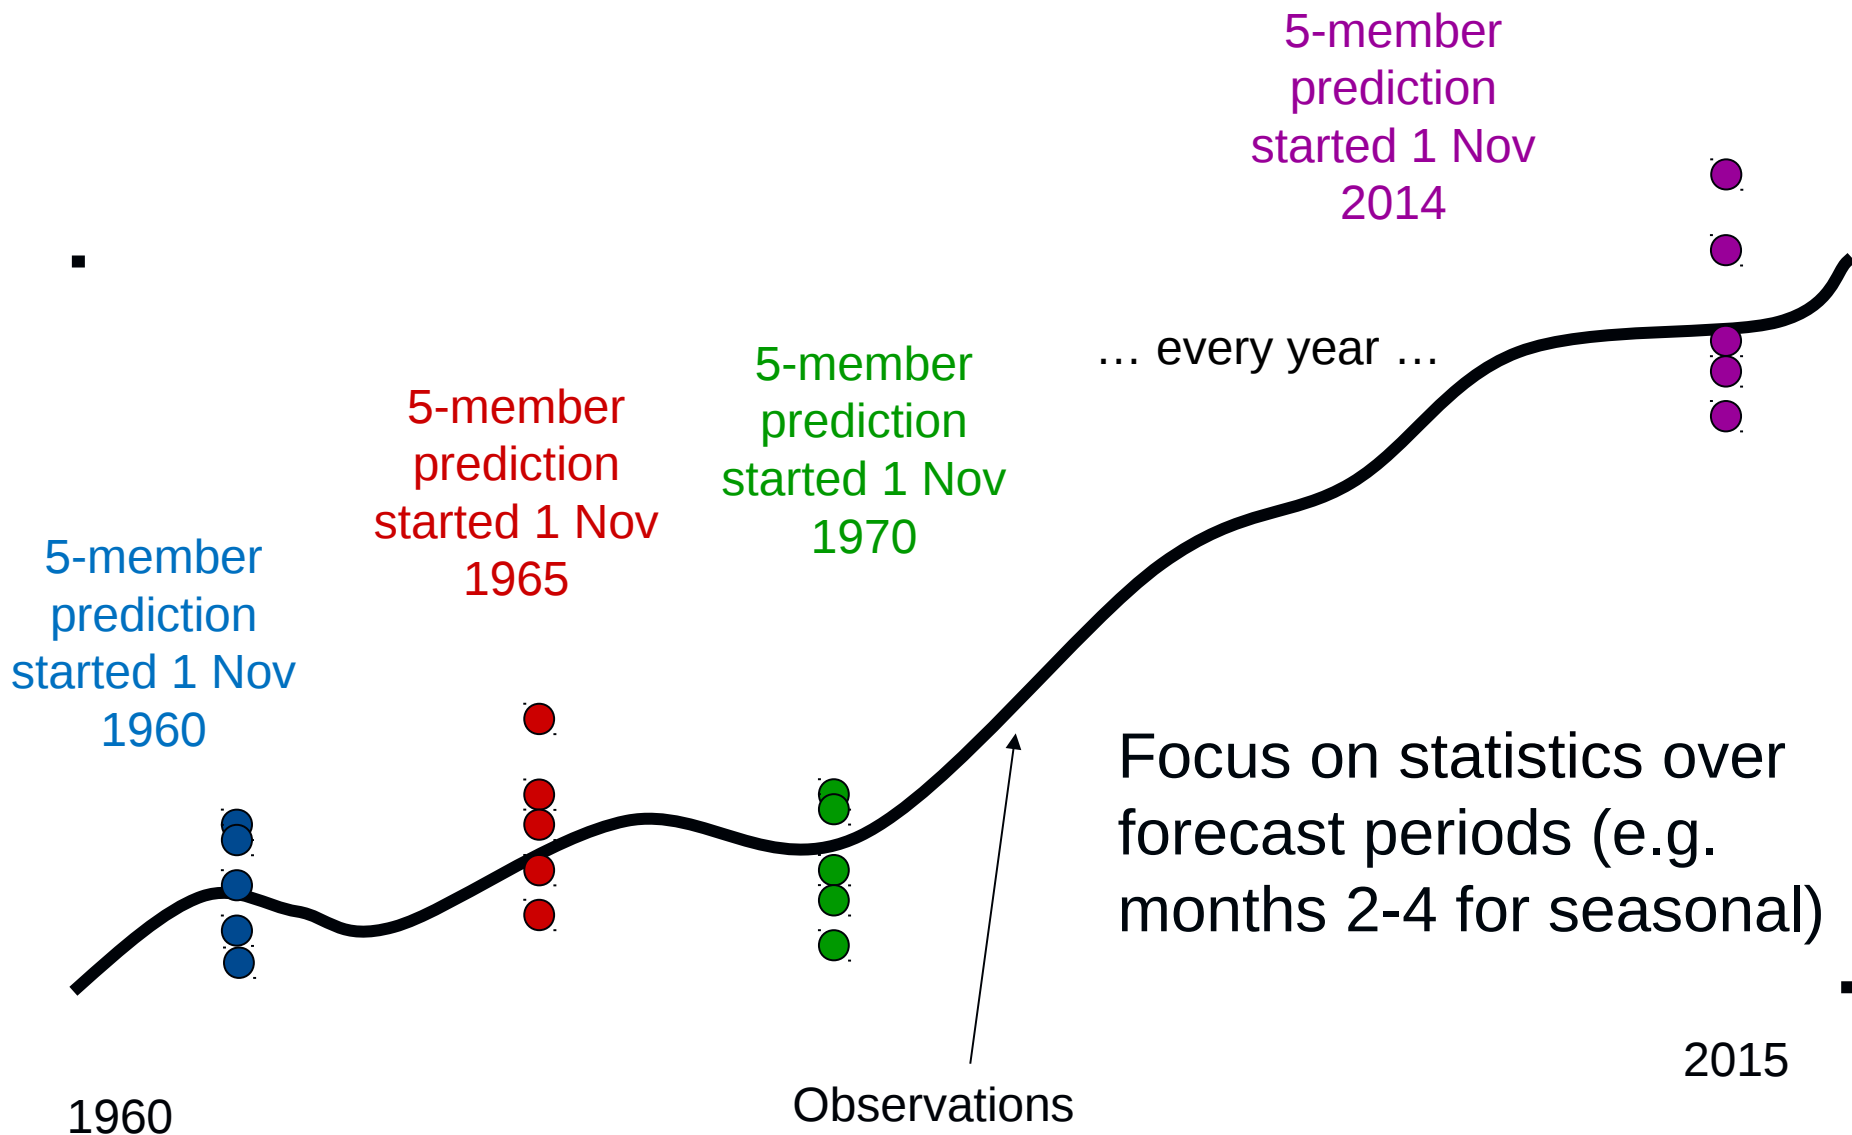 5-member
prediction
started 1 Nov
2014
… every year …
5-member
prediction
started 1 Nov
1970
5-member
prediction
started 1 Nov
1965
5-member
prediction
started 1 Nov
1960
Focus on statistics over
forecast periods (e.g.
months 2-4 for seasonal)
2015
Observations
1960